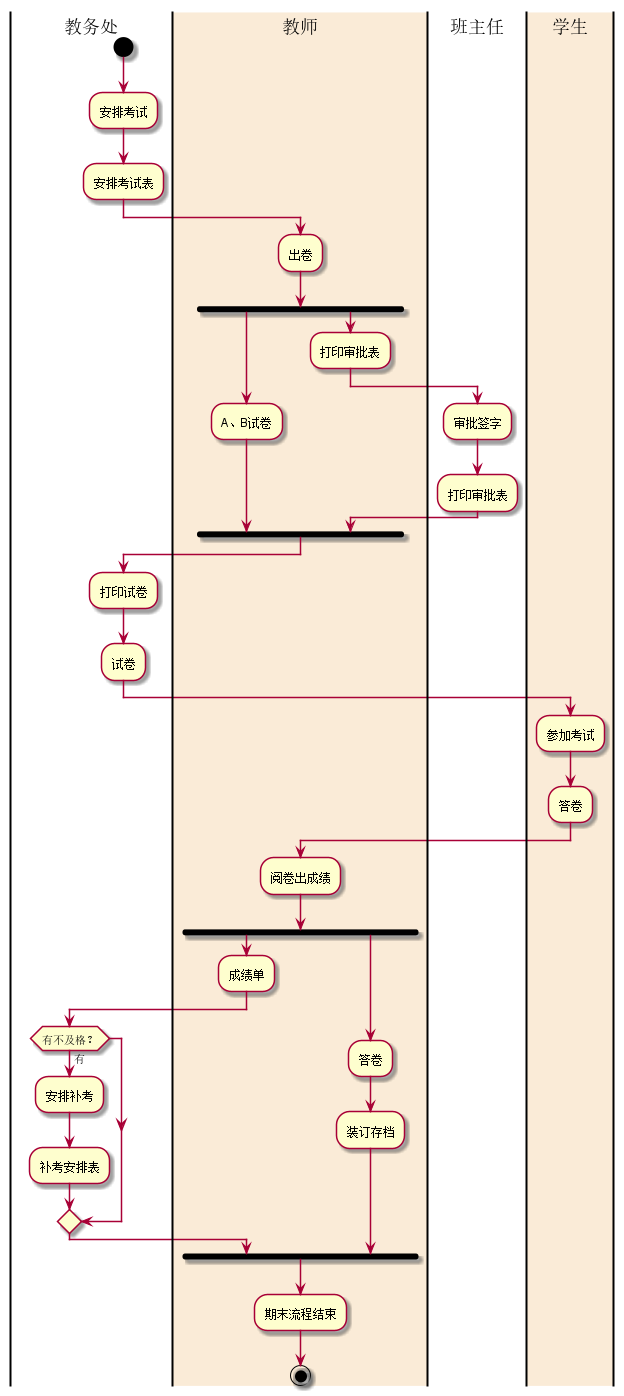 教务处
教师
班主任
学生
安排考试
安排考试表
出卷
打印审批表
A、B试卷
审批签字
打印审批表
打印试卷
试卷
参加考试
答卷
阅卷出成绩
成绩单
有不及格？
有
答卷
安排补考
装订存档
补考安排表
期末流程结束